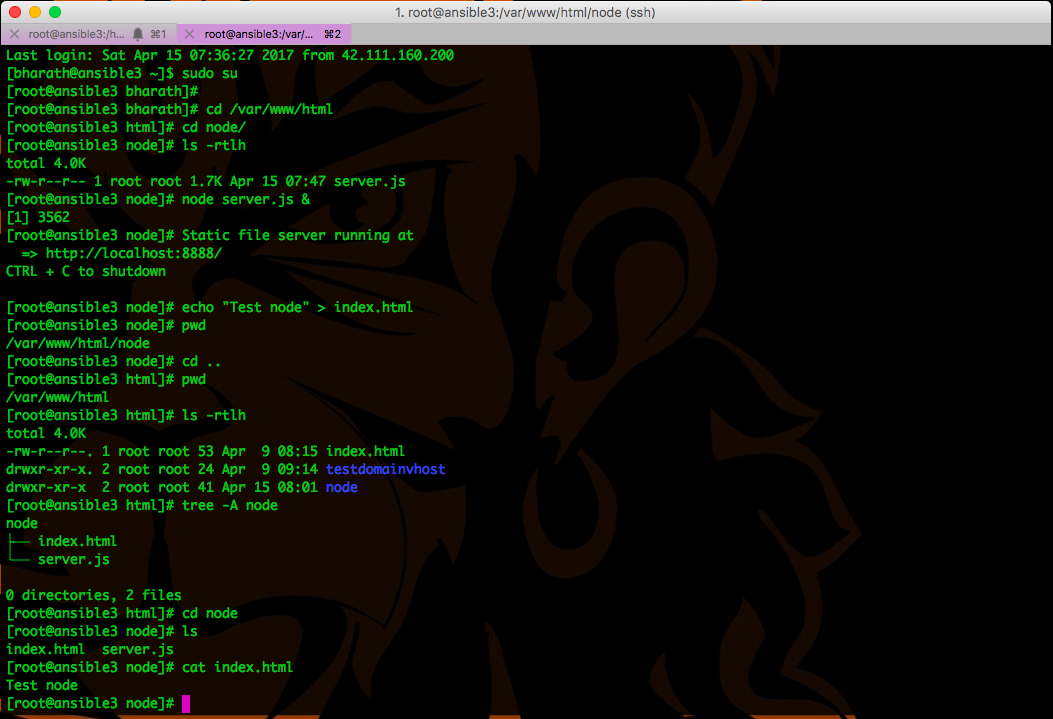 1. root@ansible3:/var/www/html/node (ssh)
root@ansible3:/h... ⌘1 root@ansible3:/var/... ⌘2
Last login: Sat Apr 15 07:36:27 2017 from 42.111.160.200
[bharath@ansible3 ~]$ sudo su
[root@ansible3 bharath]#
[root@ansible3 bharath]# cd /var/www/html
[root@ansible3 html]# cd node/
[root@ansible3 node]# ls -rtlh
total 4.0K
-rw-r--r-- 1 root root 1.7K Apr 15 07:47 server.js
[root@ansible3 node]# node server.js &
[1] 3562
[root@ansible3 node]# Static file server running at
  => http://localhost:8888/
CTRL + C to shutdown

[root@ansible3 node]# echo "Test node" > index.html
[root@ansible3 node]# pwd
/var/www/html/node
[root@ansible3 node]# cd ..
[root@ansible3 html]# pwd
/var/www/html
[root@ansible3 html]# ls -rtlh
total 4.0K
-rw-r--r--. 1 root root 53 Apr  9 08:15 index.html
drwxr-xr-x. 2 root root 24 Apr  9 09:14 testdomainvhost
drwxr-xr-x  2 root root 41 Apr 15 08:01 node
[root@ansible3 html]# tree -A node
node
├── index.html
└── server.js

0 directories, 2 files
[root@ansible3 html]# cd node
[root@ansible3 node]# ls
index.html  server.js
[root@ansible3 node]# cat index.html
Test node
[root@ansible3 node]#